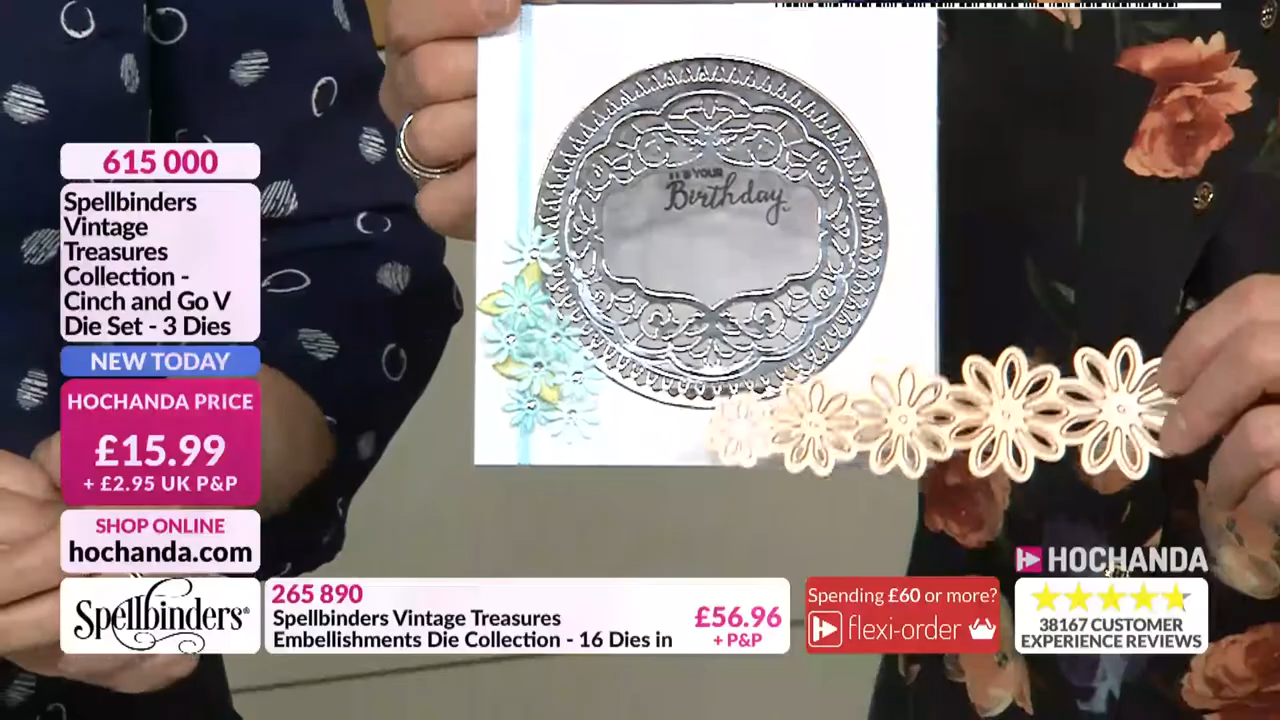 615 000
Spellbinders
Vintage
Treasures
Collection -
Cinch and Go V
Die Set - 3 Dies
NEW TODAY
HOCHANDA PRICE
£15.99
+ £2.95 UK P&P
SHOP ONLINE
hochanda.com
Spellbinders®
265 890
Spellbinders Vintage Treasures
Embellishments Die Collection - 16 Dies in
£56.96
+ P&P
Spending £60 or more?
flexi-order
HOCHANDA
38167 CUSTOMER
EXPERIENCE REVIEWS
YOUR
Birthday